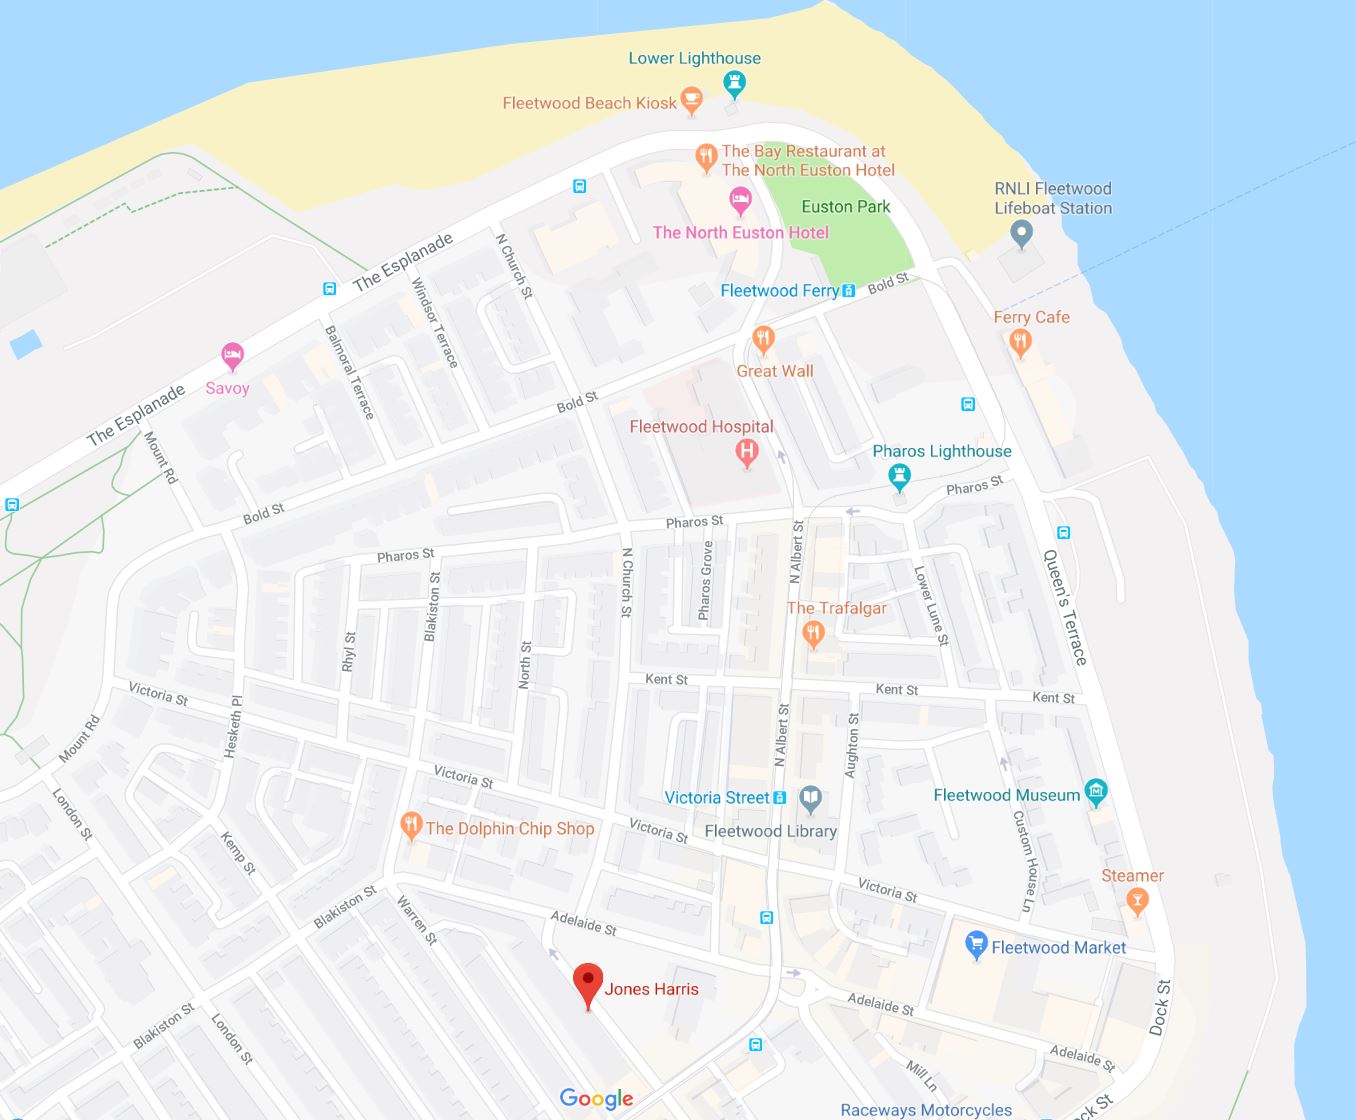 Lower Lighthouse
Fleetwood Beach Kiosk
The Bay Restaurant at
The North Euston Hotel
RNLI Fleetwood
Lifeboat Station
Euston Park
The North Euston Hotel
The Esplanade
N Church St
Windsor Terrace
Fleetwood Ferry
Bold St
Ferry Cafe
Balmoral Terrace
Great Wall
Savoy
The Esplanade
Bold St
Mount Rd
Fleetwood Hospital
Pharos Lighthouse
Pharos St
Bold St
Pharos St
Pharos St
N Albert St
N Church St
Pharos Grove
Queen's Terrace
Lower Lune St
Blakiston St
Rhyl St
North St
The Trafalgar
Kent St
Kent St
Kent St
Victoria St
Mount Rd
Hesketh Pl
N Albert St
Aughton St
Victoria St
Victoria Street
Fleetwood Museum
Fleetwood Library
London St
Kemp St
The Dolphin Chip Shop
Victoria St
Custom House Ln
Steamer
Victoria St
Blakiston St
Warren St
Adelaide St
Fleetwood Market
Jones Harris
Adelaide St
Dock St
Blakiston St
London St
Adelaide St
Mill Ln
Google
Raceways Motorcycles
ock St